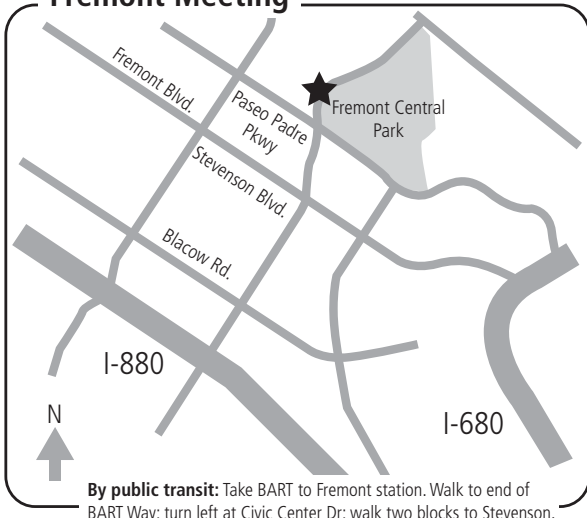 Fremont Meeting
Fremont Blvd.
Paseo Padre
Pkwy
Fremont Central
Park
Stevenson Blvd.
Blacow Rd.
I-880
I-680
N
By public transit: Take BART to Fremont station. Walk to end of
BART Way; turn left at Civic Center Dr; walk two blocks to Stevenson.